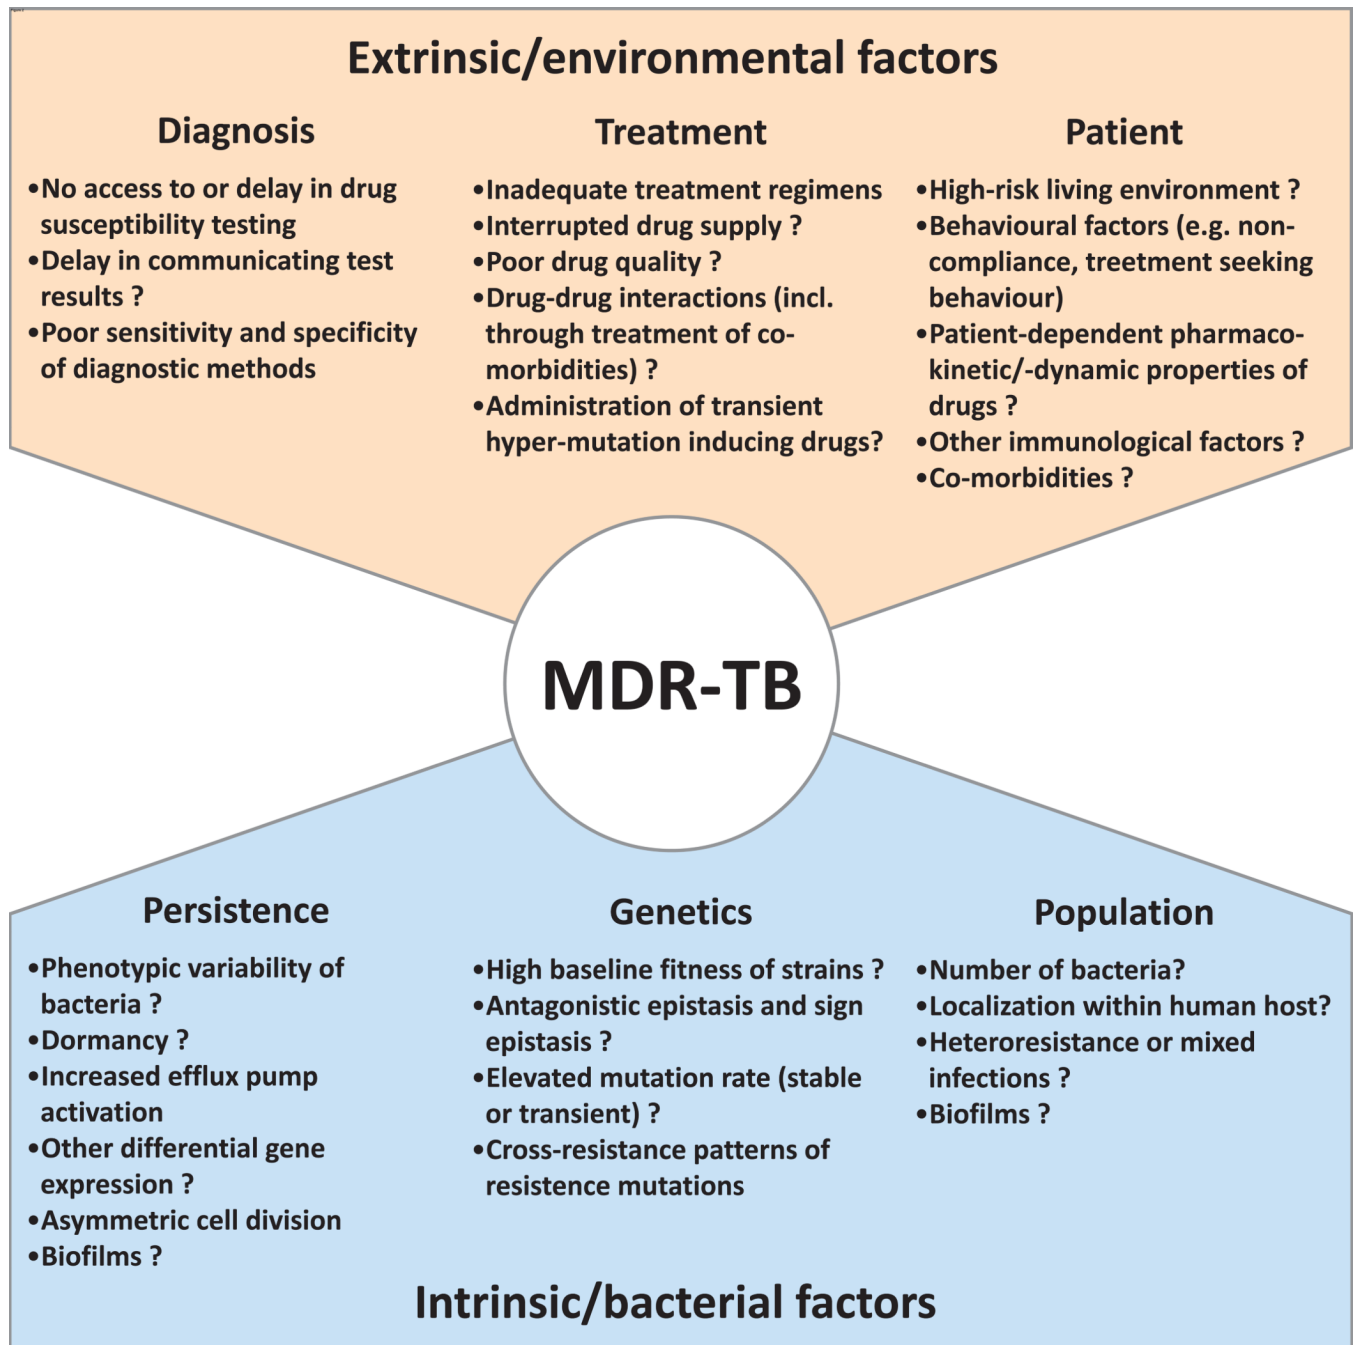 Extrinsic/environmental factors
Diagnosis
•No access to or delay in drug
susceptibility testing
•Delay in communicating test
results ?
•Poor sensitivity and specificity
of diagnostic methods
Treatment
•Inadequate treatment regimens
•Interrupted drug supply ?
•Poor drug quality ?
•Drug-drug interactions (incl.
through treatment of co-
morbidities) ?
•Administration of transient
hyper-mutation inducing drugs?
Patient
•High-risk living environment ?
•Behavioural factors (e.g. non-
compliance, treetment seeking
behaviour)
•Patient-dependent pharmaco-
kinetic/-dynamic properties of
drugs ?
•Other immunological factors ?
•Co-morbidities ?
MDR-TB
Persistence
•Phenotypic variability of
bacteria ?
•Dormancy ?
•Increased efflux pump
activation
•Other differential gene
expression ?
•Asymmetric cell division
•Biofilms ?
Genetics
•High baseline fitness of strains ?
•Antagonistic epistasis and sign
epistasis ?
•Elevated mutation rate (stable
or transient) ?
•Cross-resistance patterns of
resistence mutations
Population
•Number of bacteria?
•Localization within human host?
•Heteroresistance or mixed
infections ?
•Biofilms ?
Intrinsic/bacterial factors